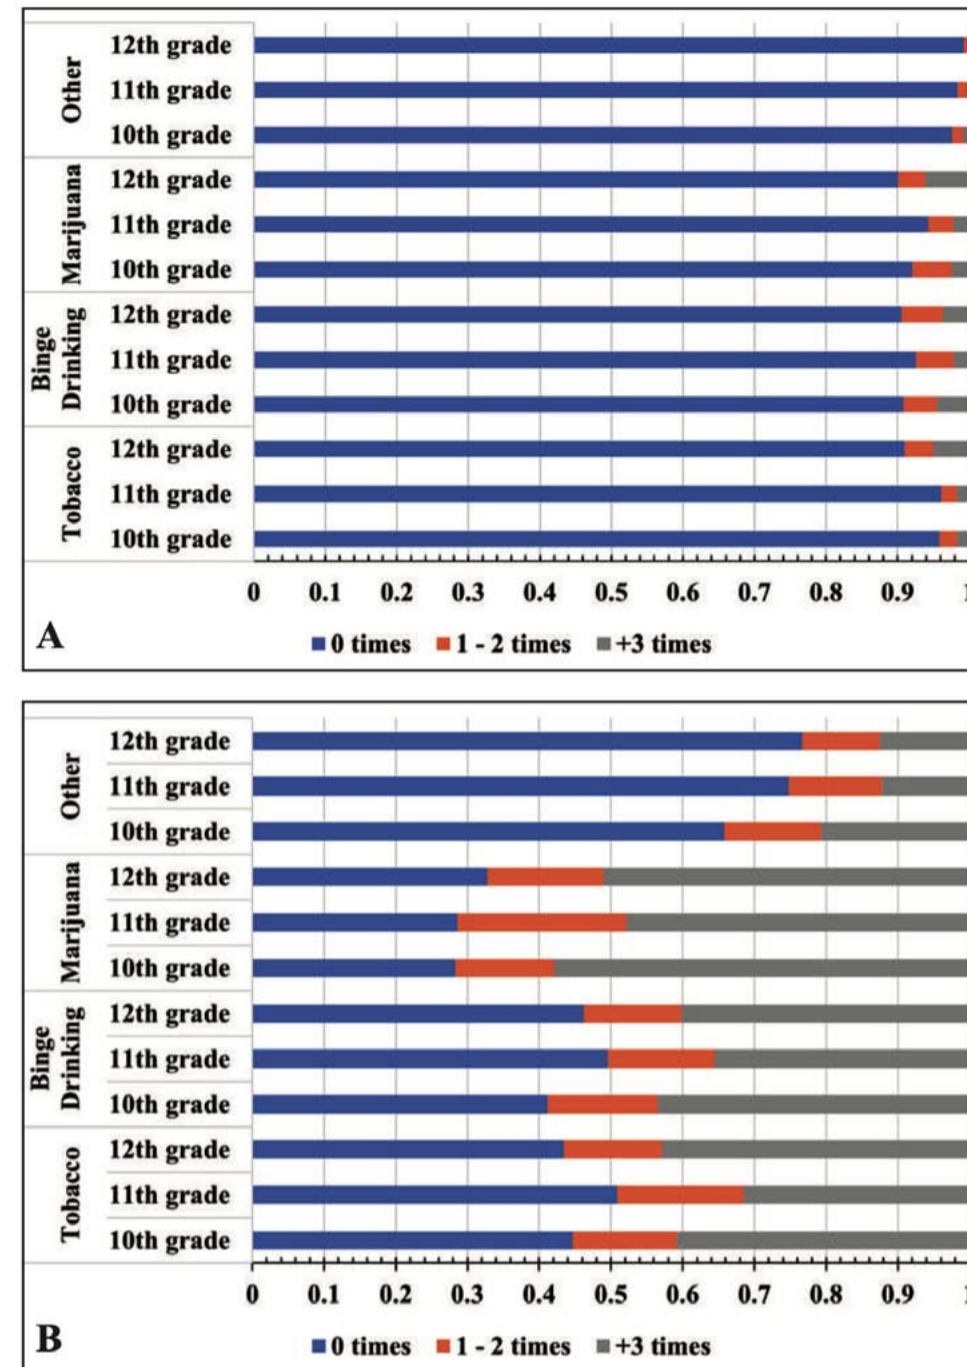 Other
12th grade
11th grade
10th grade
Marijuana
12th grade
11th grade
10th grade
Binge
Drinking
12th grade
11th grade
10th grade
Tobacco
12th grade
11th grade
10th grade
0 0.1 0.2 0.3 0.4 0.5 0.6 0.7 0.8 0.9
A
0 times 1 - 2 times +3 times
Other
12th grade
11th grade
10th grade
Marijuana
12th grade
11th grade
10th grade
Binge
Drinking
12th grade
11th grade
10th grade
Tobacco
12th grade
11th grade
10th grade
0 0.1 0.2 0.3 0.4 0.5 0.6 0.7 0.8 0.9
B
0 times 1 - 2 times +3 times